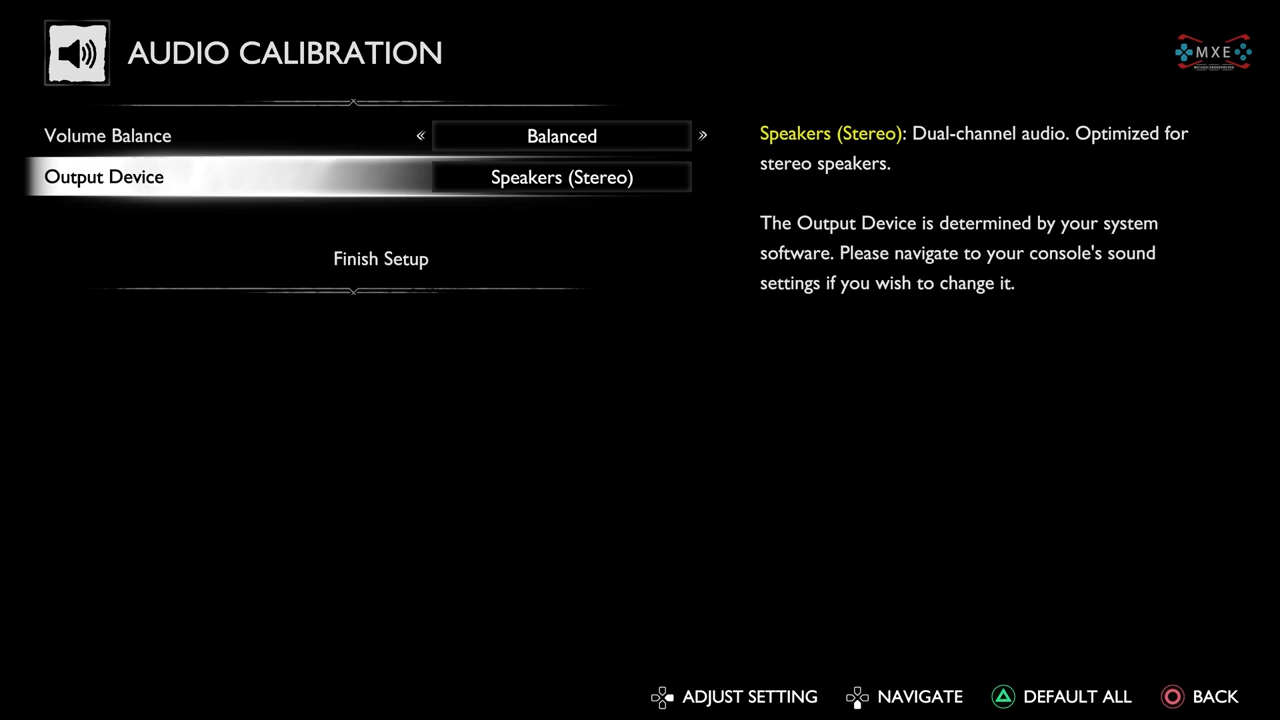 AUDIO CALIBRATION
MXE
Volume Balance
« Balanced »
Output Device
Speakers (Stereo)
Finish Setup
Speakers (Stereo): Dual-channel audio. Optimized for
stereo speakers.
The Output Device is determined by your system
software. Please navigate to your console's sound
settings if you wish to change it.
ADJUST SETTING
NAVIGATE
DEFAULT ALL
BACK